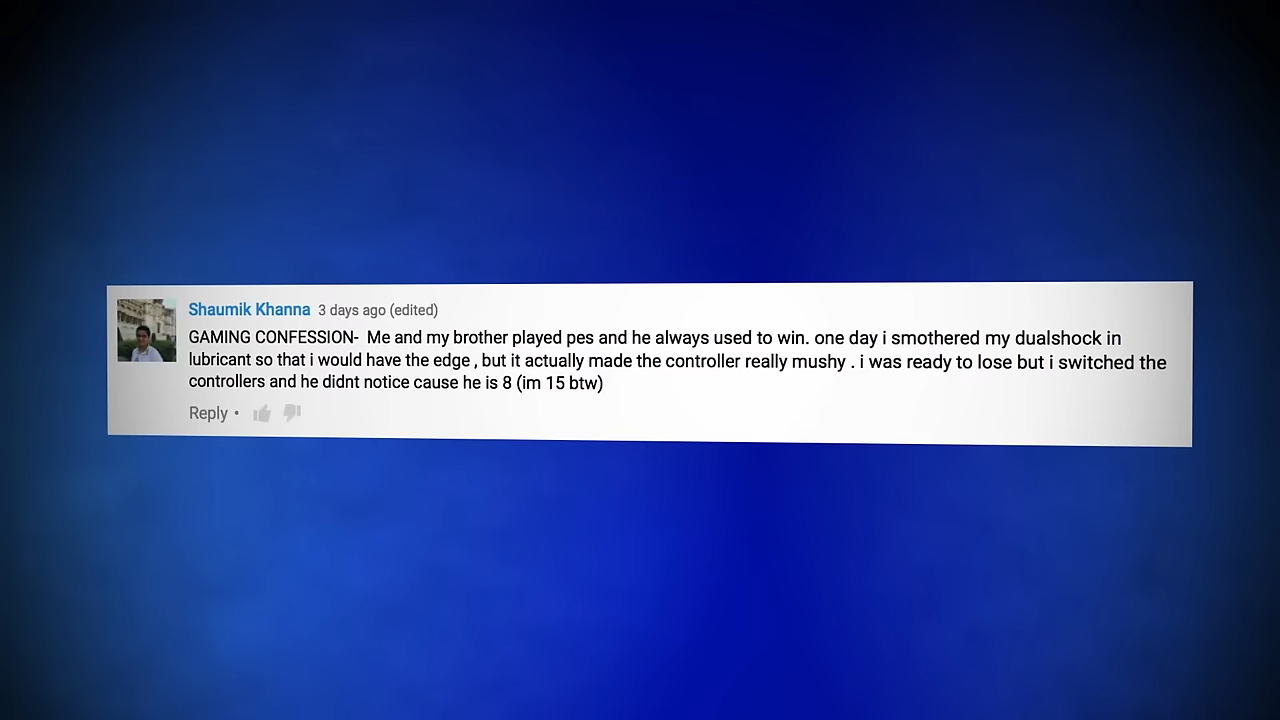 Shaumik Khanna 3 days ago (edited)
GAMING CONFESSION- Me and my brother played pes and he always used to win. one day i smothered my dualshock in
lubricant so that i would have the edge , but it actually made the controller really mushy . i was ready to lose but i switched the
controllers and he didnt notice cause he is 8 (im 15 btw)
Reply •